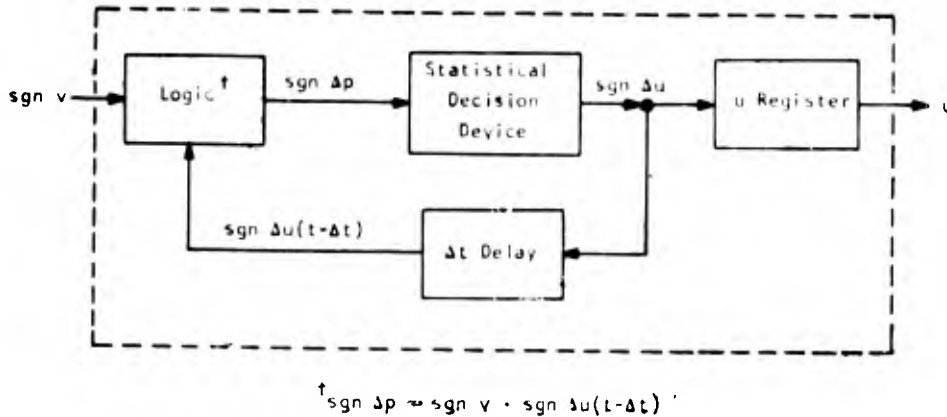 sgn v
Logic †
sgn Δp
Statistical
Decision
Device
sgn Δu
u Register
u
sgn Δu(t-Δt)
Δt Delay
† sgn Δp = sgn v · sgn Δu(t-Δt)